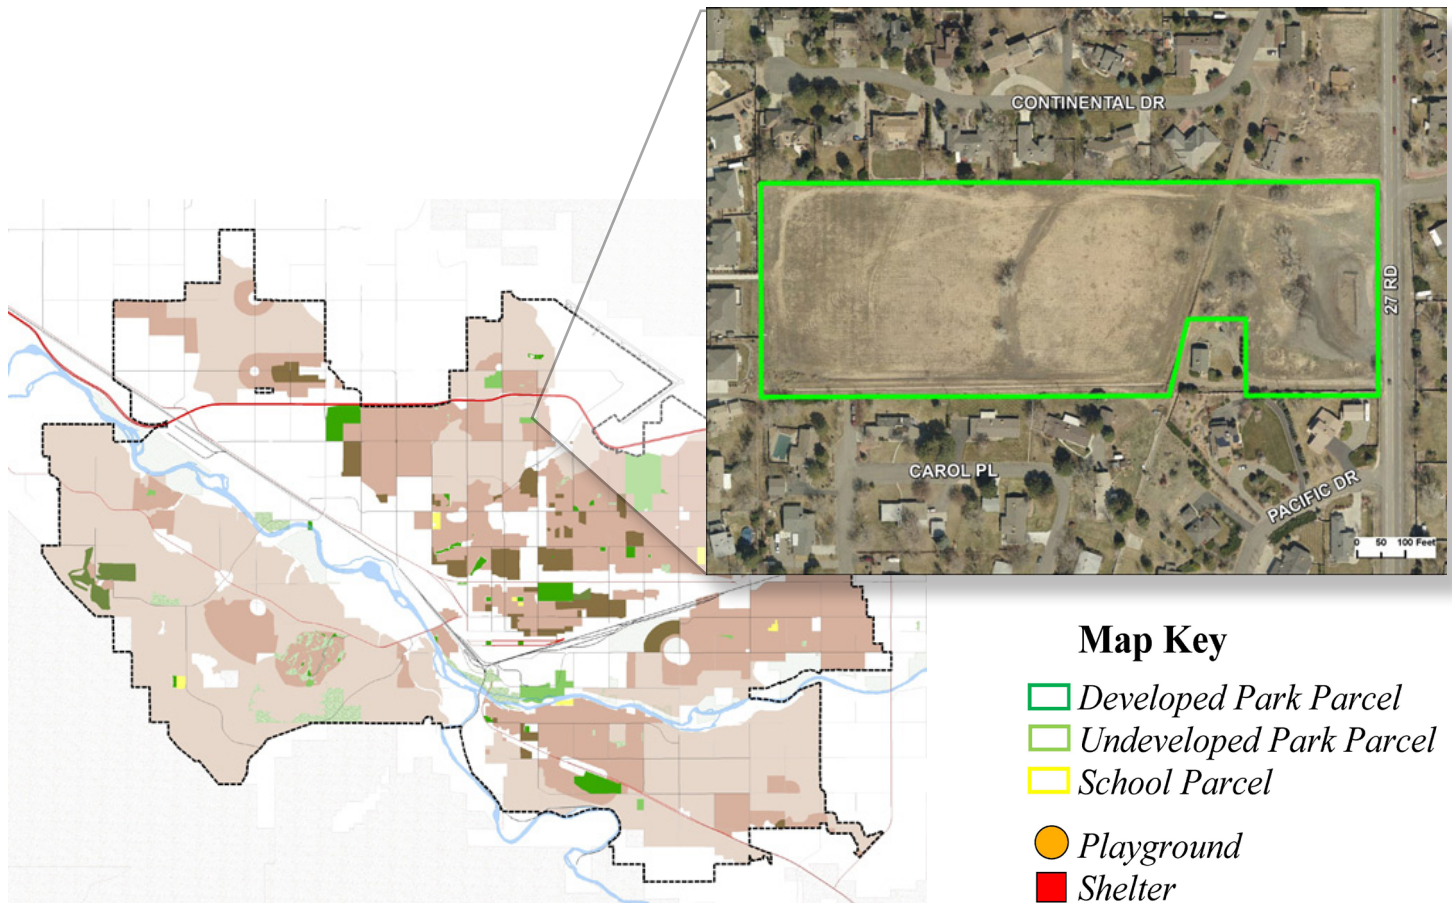 CONTINENTAL DR
27 RD
CAROL PL
PACIFIC DR
0 50 100 Feet
Map Key
Developed Park Parcel
Undeveloped Park Parcel
School Parcel
Playground
Shelter